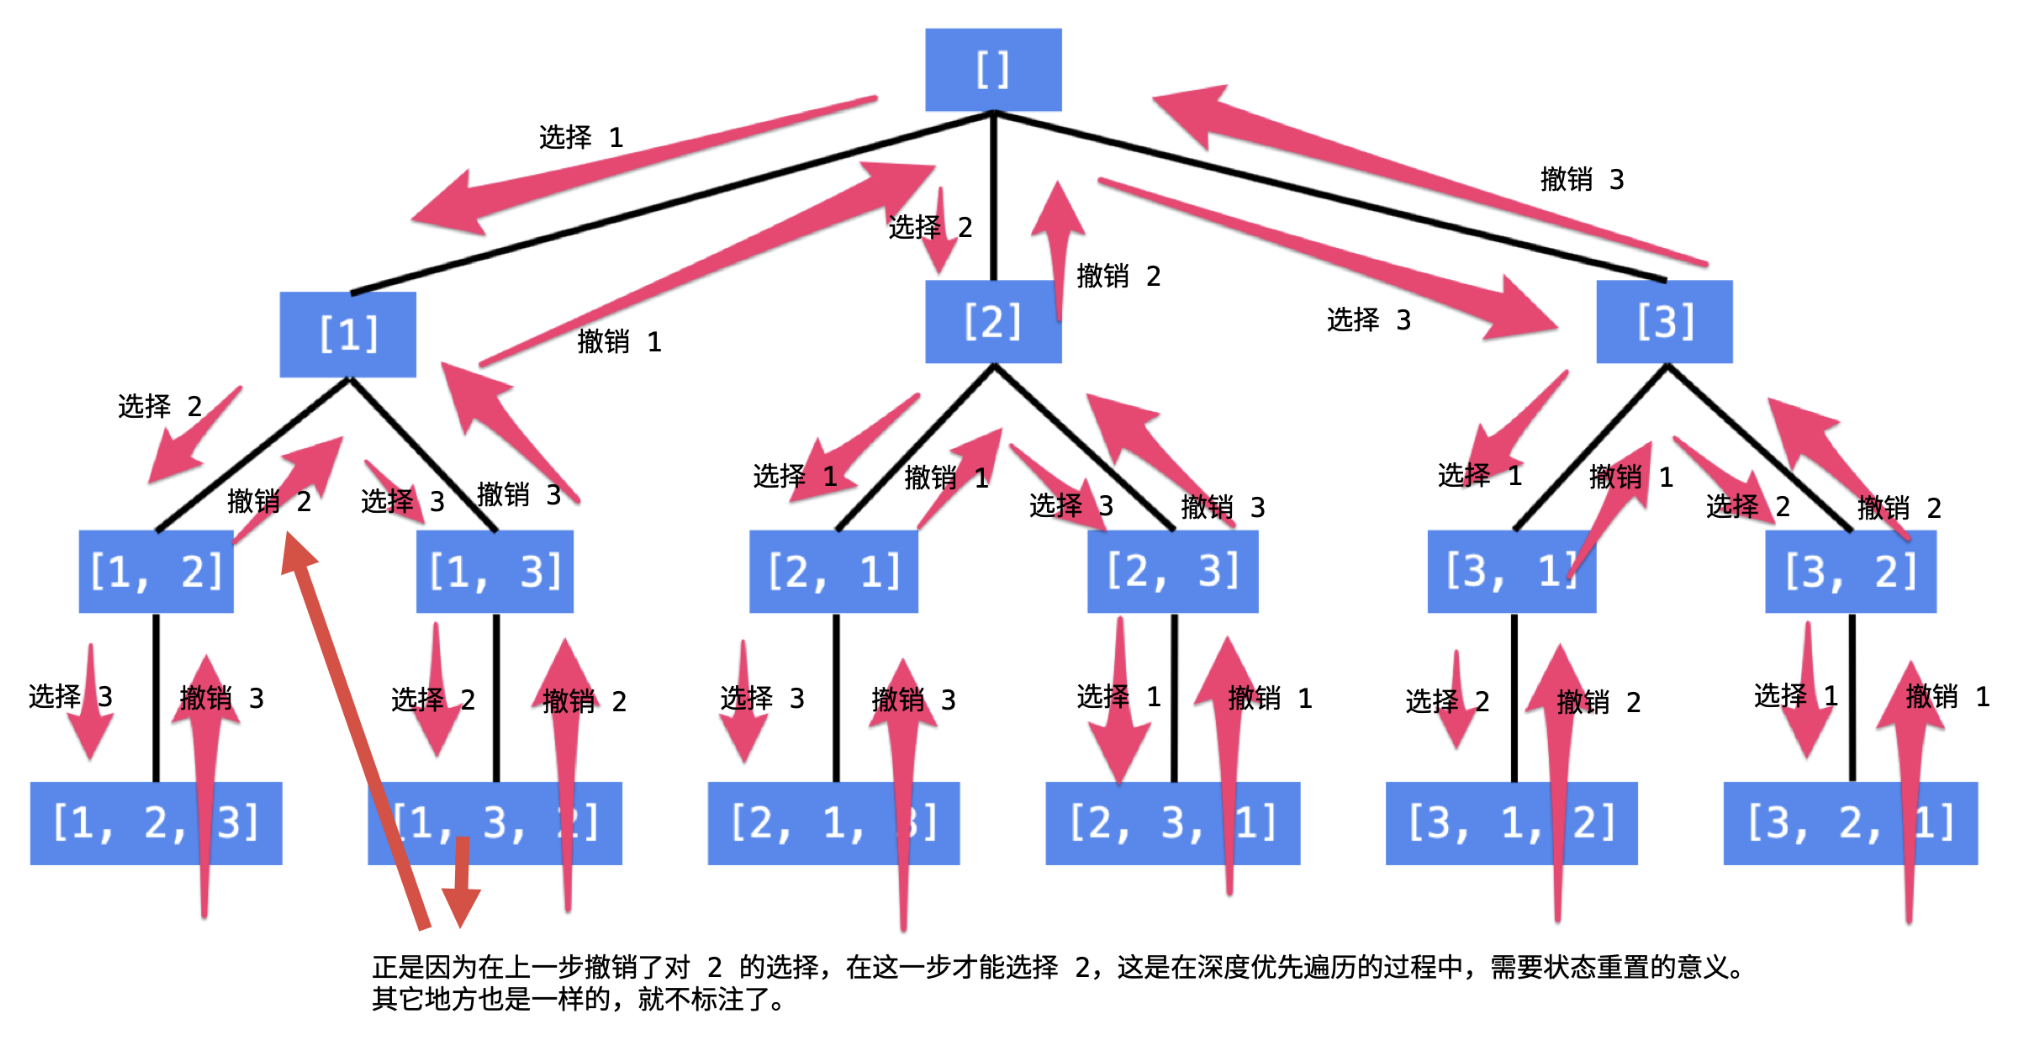 []
选择 1
撤销 3
选择 2
撤销 2
选择 3
撤销 1
[1]
[2]
[3]
选择 2
撤销 2
选择 3
撤销 3
选择 1
撤销 1
选择 3
撤销 3
选择 1
撤销 1
选择 2
撤销 2
[1, 2]
[1, 3]
[2, 1]
[2, 3]
[3, 1]
[3, 2]
选择 3
撤销 3
选择 2
撤销 2
选择 3
撤销 3
选择 1
撤销 1
选择 2
撤销 2
选择 1
撤销 1
[1, 2, 3]
[1, 3, 2]
[2, 1, 3]
[2, 3, 1]
[3, 1, 2]
[3, 2, 1]
正是因为在上一步撤销了对 2 的选择，在这一步才能选择 2，这是在深度优先遍历的过程中，需要状态重置的意义。
其它地方也是一样的，就不标注了。